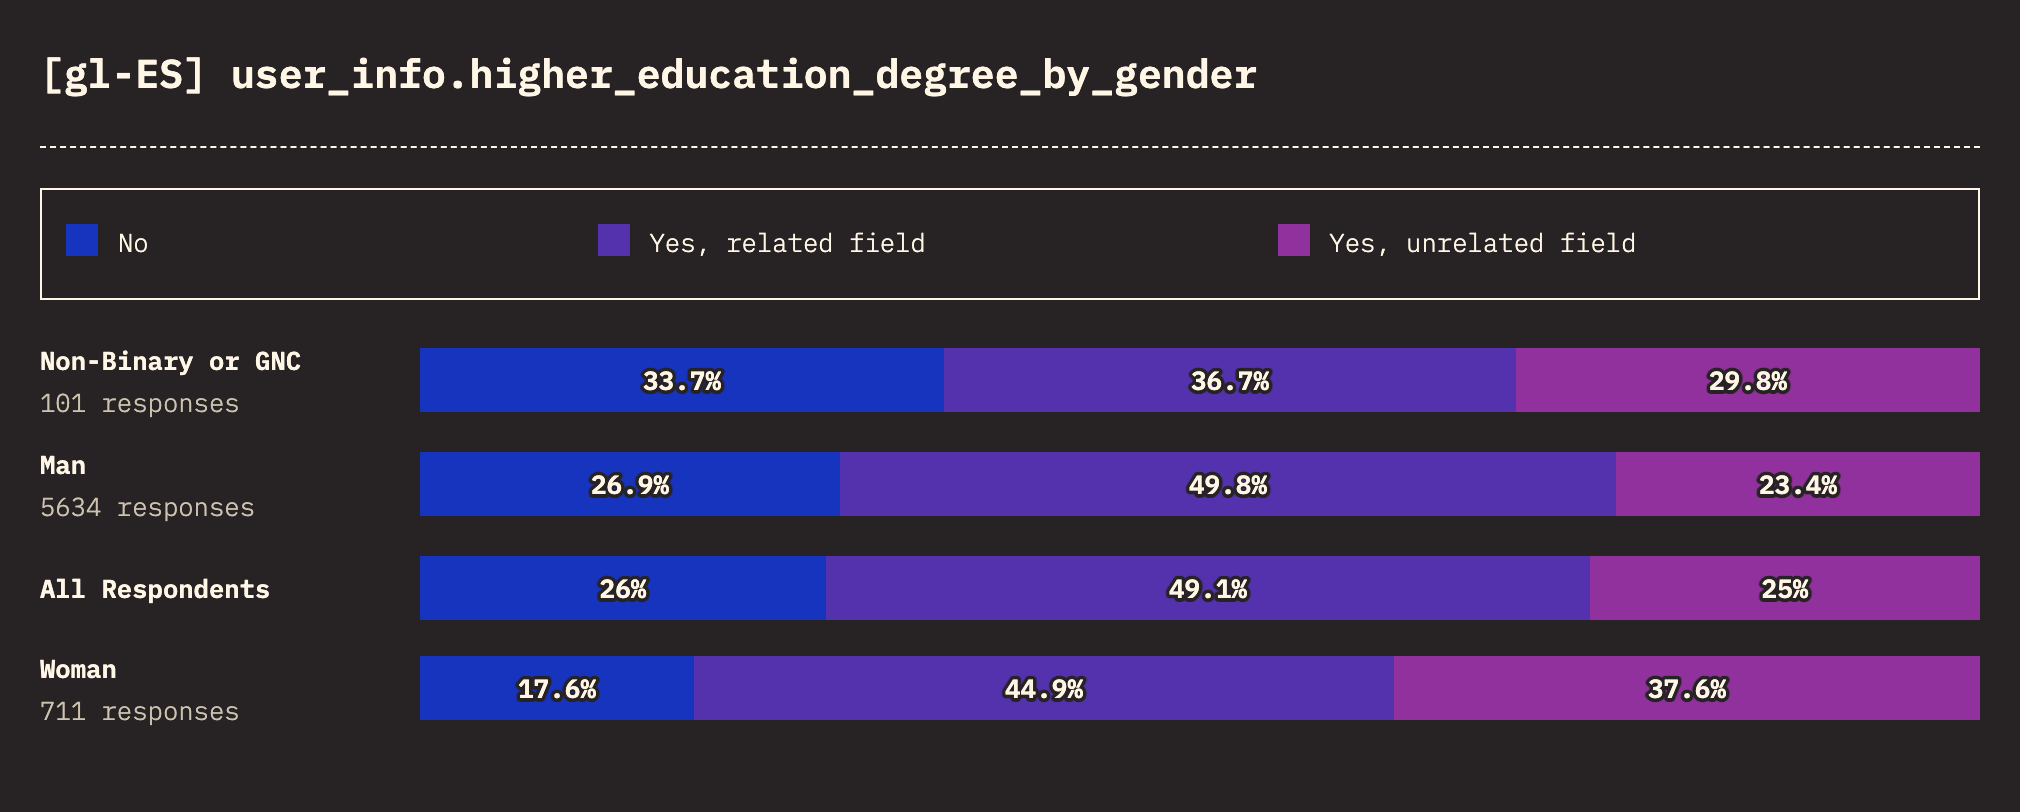 [gl-ES] user_info.higher_education_degree_by_gender
No
Yes, related field
Yes, unrelated field
Non-Binary or GNC
101 responses
33.7%
36.7%
29.8%
Man
5634 responses
26.9%
49.8%
23.4%
All Respondents
26%
49.1%
25%
Woman
711 responses
17.6%
44.9%
37.6%